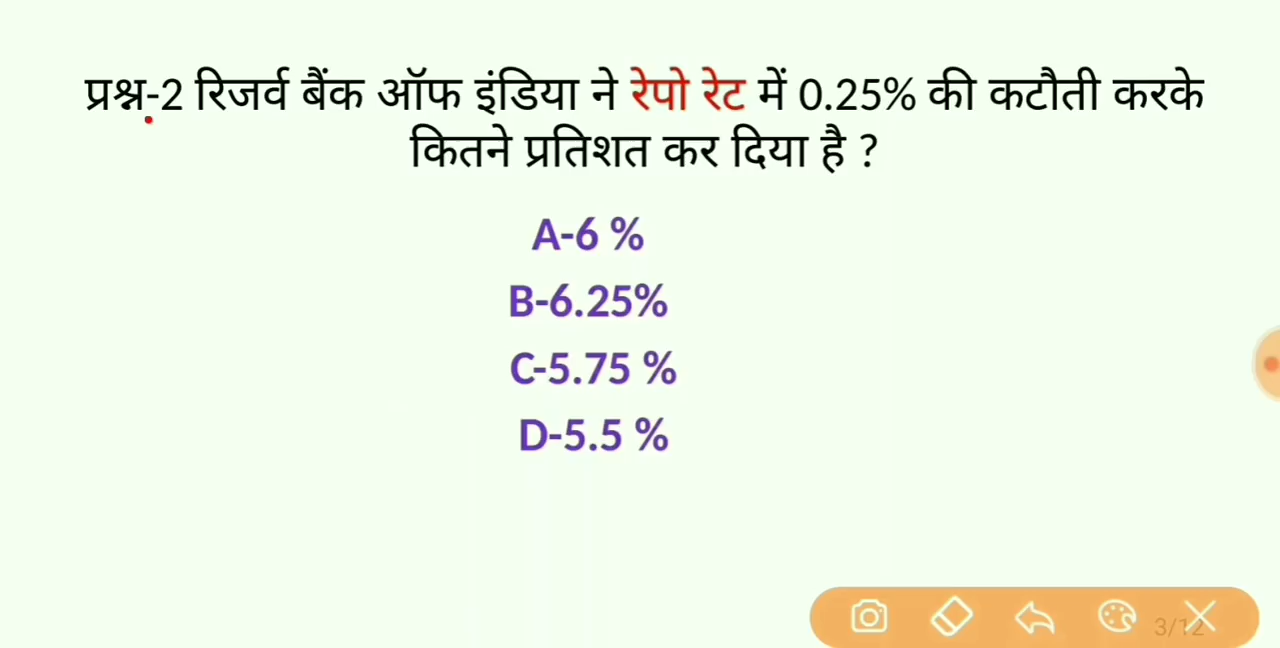 प्रश्न-2 रिजर्व बैंक ऑफ इंडिया ने रेपो रेट में 0.25% की कटौती करके
कितने प्रतिशत कर दिया है ?
A-6 %
B-6.25%
C-5.75 %
D-5.5 %
3/12